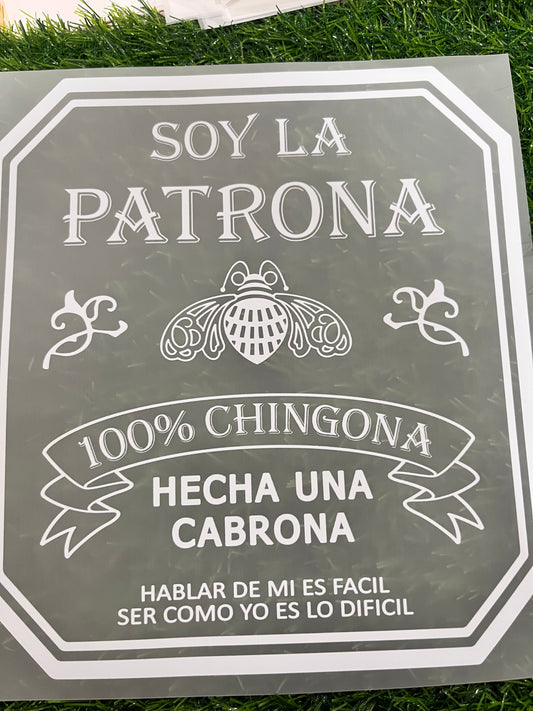 SOY LA
PATRONA
100% CHINGONA
HECHA UNA
CABRONA
HABLAR DE MI ES FACIL
SER COMO YO ES LO DIFICIL